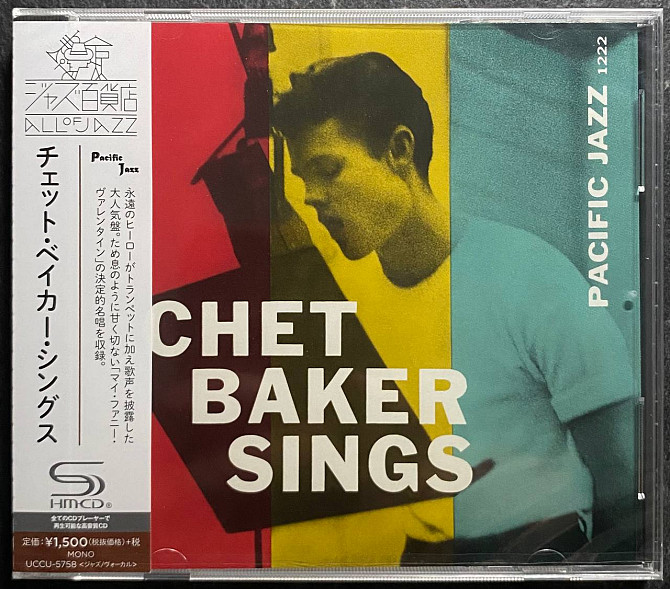 ジャズ百貨店
ALL OF JAZZ
チェット・ベイカー・シングス
Pacific
Jazz
永遠のヒーローがトランペットに加え歌声を披露した
大人気盤。ため息のように甘く切ない「マイ・ファニー・
ヴァレンタイン」の決定的名唱を収録。
SHM-CD®
全てのCDプレーヤーで
再生可能な高音質CD
定価:¥1,500(税抜価格)+税
MONO
UCCU-5758 <ジャズ/ヴォーカル>
CHET
BAKER
SINGS
PACIFIC JAZZ 1222